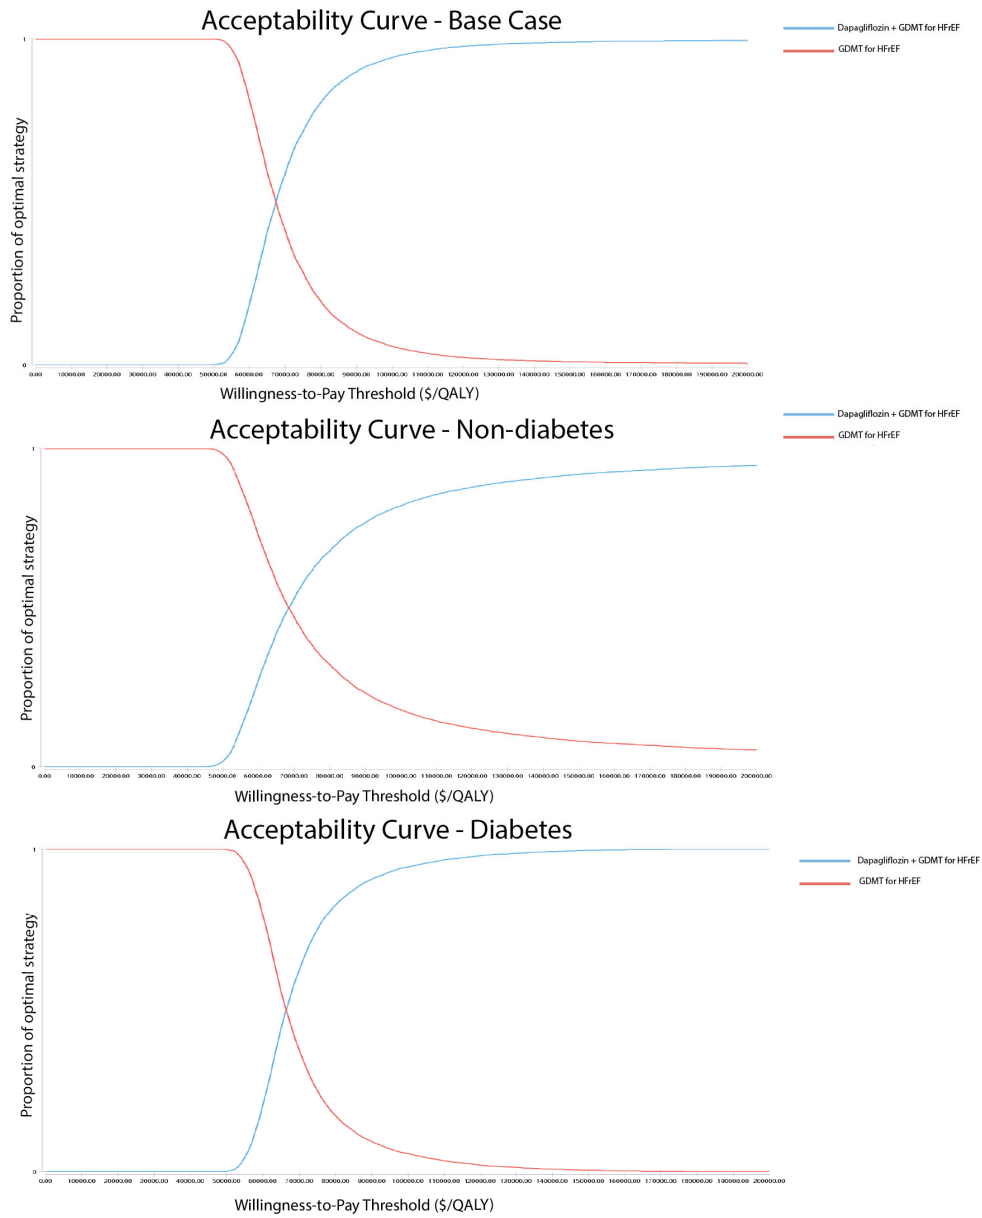 Acceptability Curve - Base Case
Dapagliflozin + GDMT for HFrEF
GDMT for HFrEF
Proportion of optimal strategy
1
0
0.00 10000.00 20000.00 30000.00 40000.00 50000.00 60000.00 70000.00 80000.00 90000.00 100000.00 110000.00 120000.00 130000.00 140000.00 150000.00 160000.00 170000.00 180000.00 190000.00 200000.00
Willingness-to-Pay Threshold ($/QALY)
Acceptability Curve - Non-diabetes
Dapagliflozin + GDMT for HFrEF
GDMT for HFrEF
Proportion of optimal strategy
1
0
0.00 10000.00 20000.00 30000.00 40000.00 50000.00 60000.00 70000.00 80000.00 90000.00 100000.00 110000.00 120000.00 130000.00 140000.00 150000.00 160000.00 170000.00 180000.00 190000.00 200000.00
Willingness-to-Pay Threshold ($/QALY)
Acceptability Curve - Diabetes
Dapagliflozin + GDMT for HFrEF
GDMT for HFrEF
Proportion of optimal strategy
1
0
0.00 10000.00 20000.00 30000.00 40000.00 50000.00 60000.00 70000.00 80000.00 90000.00 100000.00 110000.00 120000.00 130000.00 140000.00 150000.00 160000.00 170000.00 180000.00 190000.00 200000.00
Willingness-to-Pay Threshold ($/QALY)